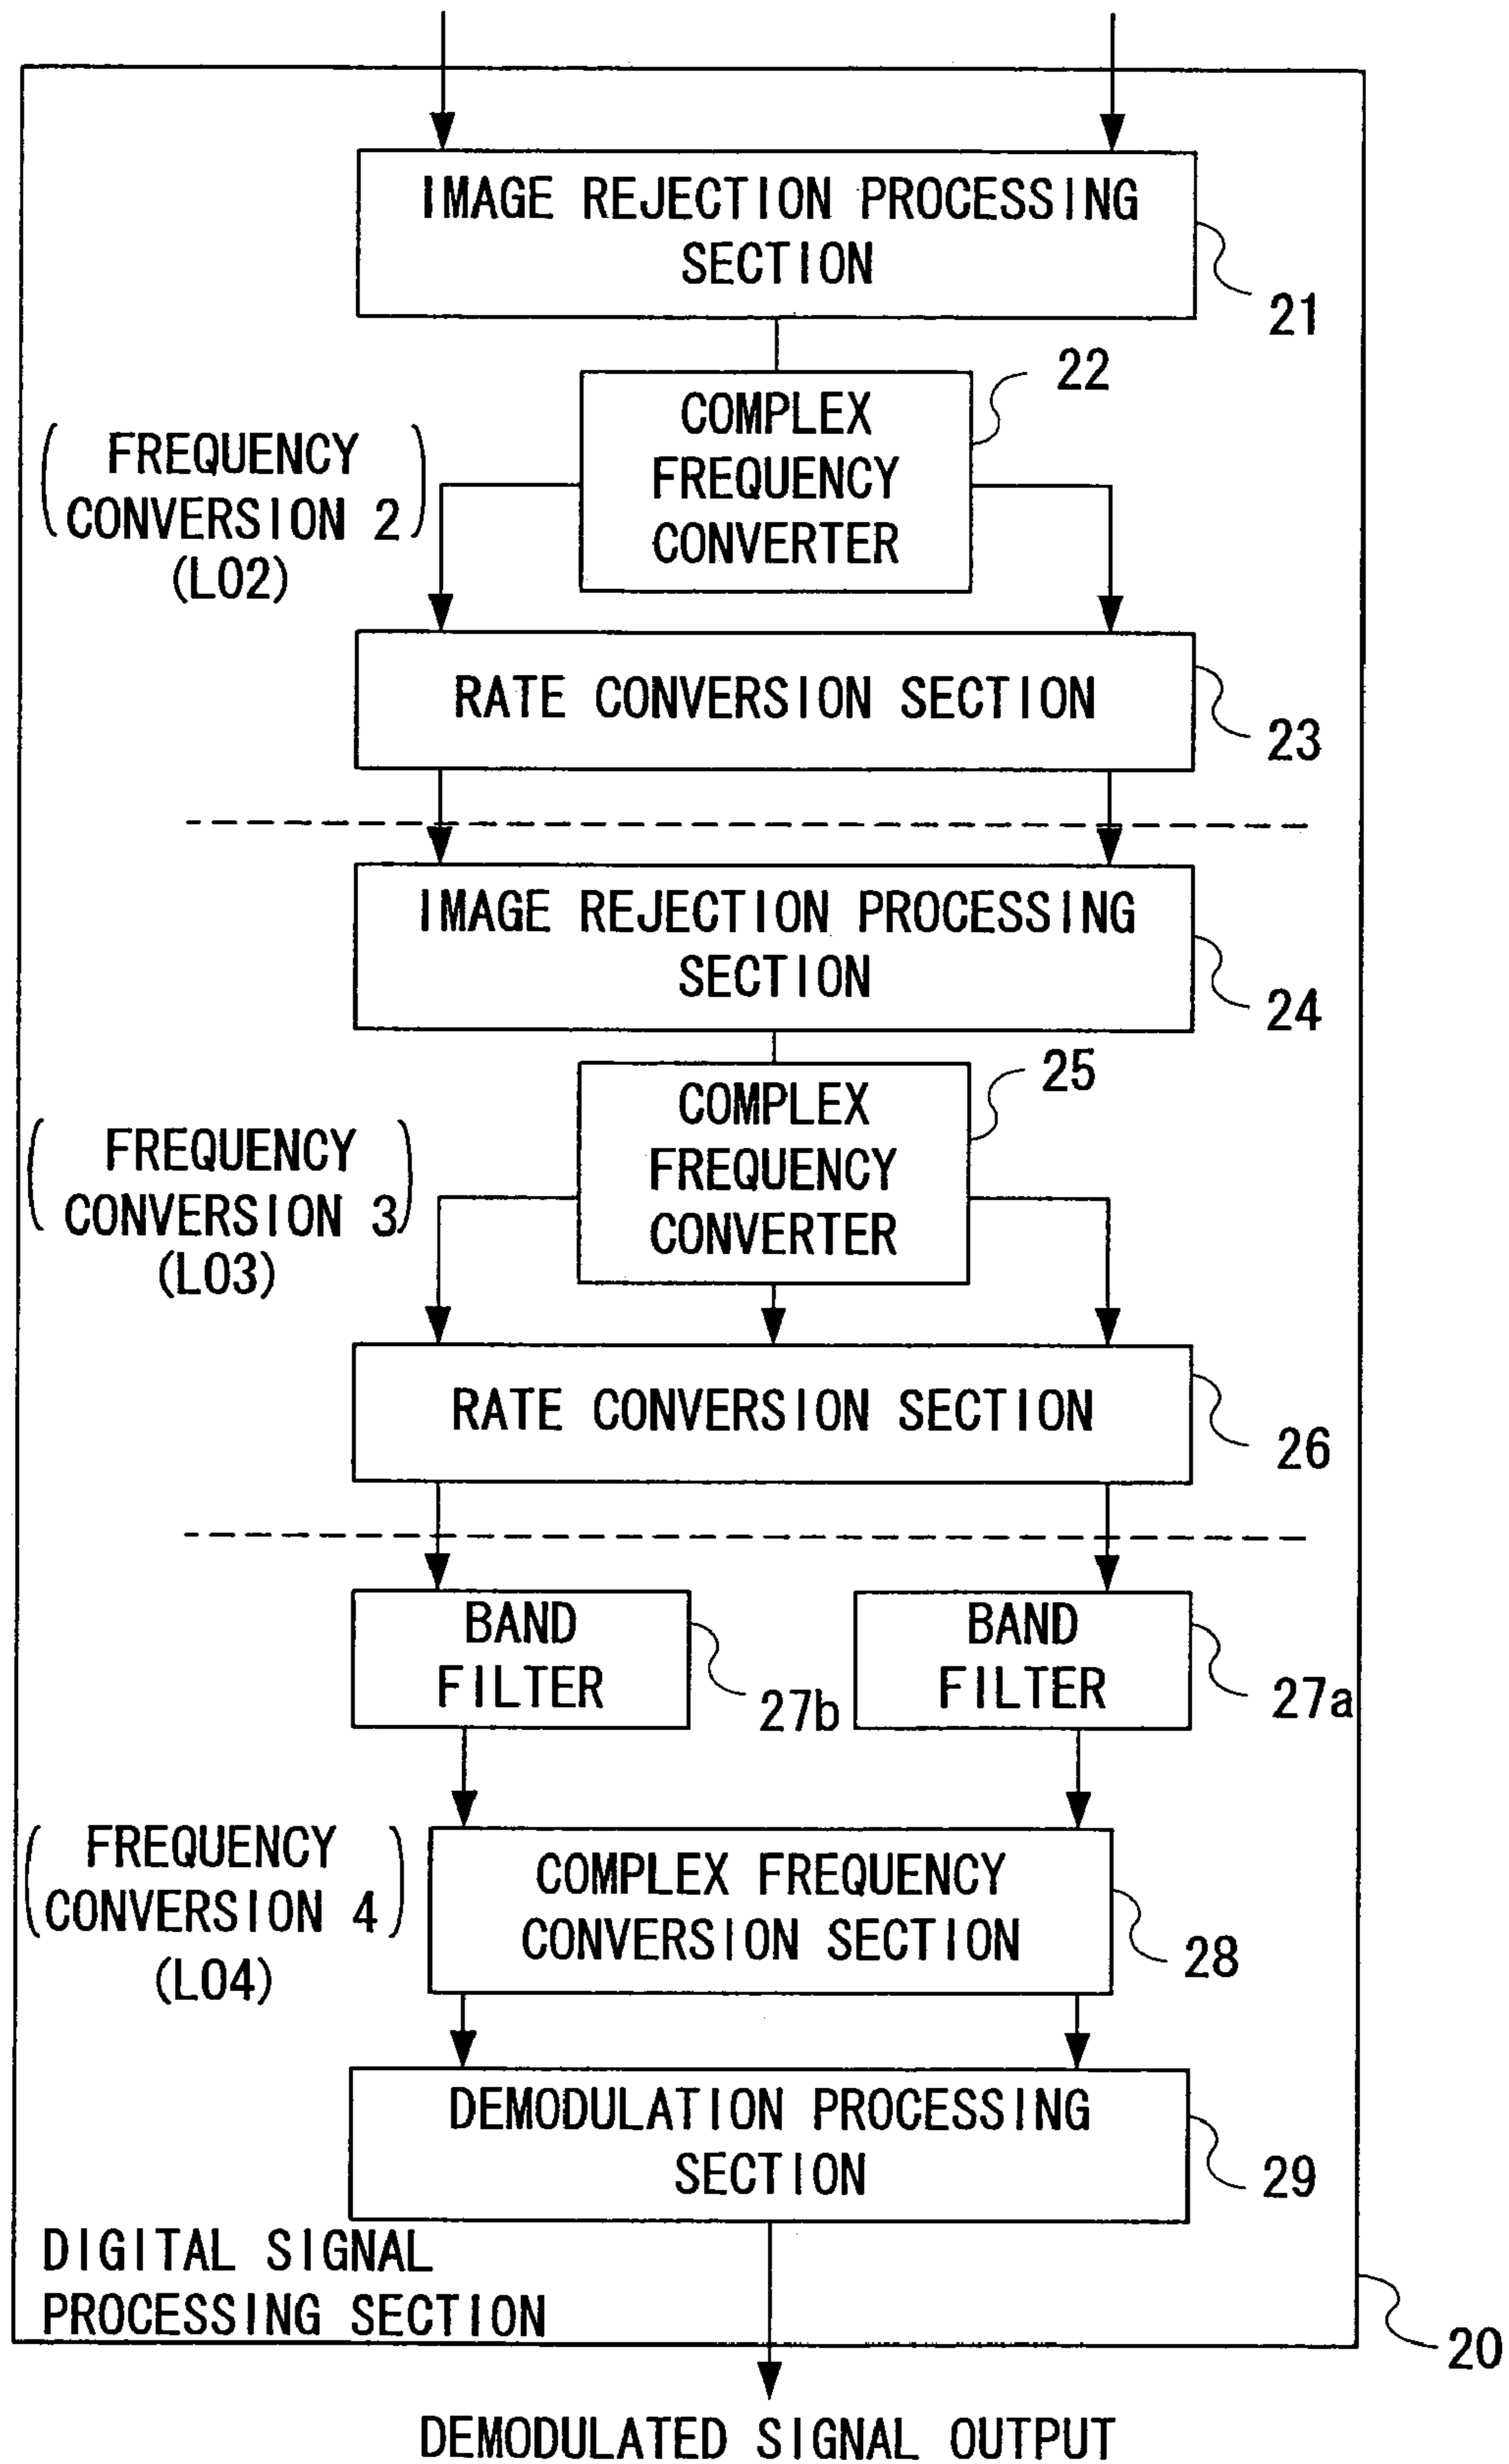 IMAGE REJECTION PROCESSING
SECTION
21
22
COMPLEX
FREQUENCY
CONVERTER
(FREQUENCY
CONVERSION 2)
(LO2)
RATE CONVERSION SECTION
23
IMAGE REJECTION PROCESSING
SECTION
24
25
COMPLEX
FREQUENCY
CONVERTER
(FREQUENCY
CONVERSION 3)
(LO3)
RATE CONVERSION SECTION
26
BAND
FILTER
27b
BAND
FILTER
27a
(FREQUENCY
CONVERSION 4)
(LO4)
COMPLEX FREQUENCY
CONVERSION SECTION
28
DEMODULATION PROCESSING
SECTION
29
DIGITAL SIGNAL
PROCESSING SECTION
20
DEMODULATED SIGNAL OUTPUT